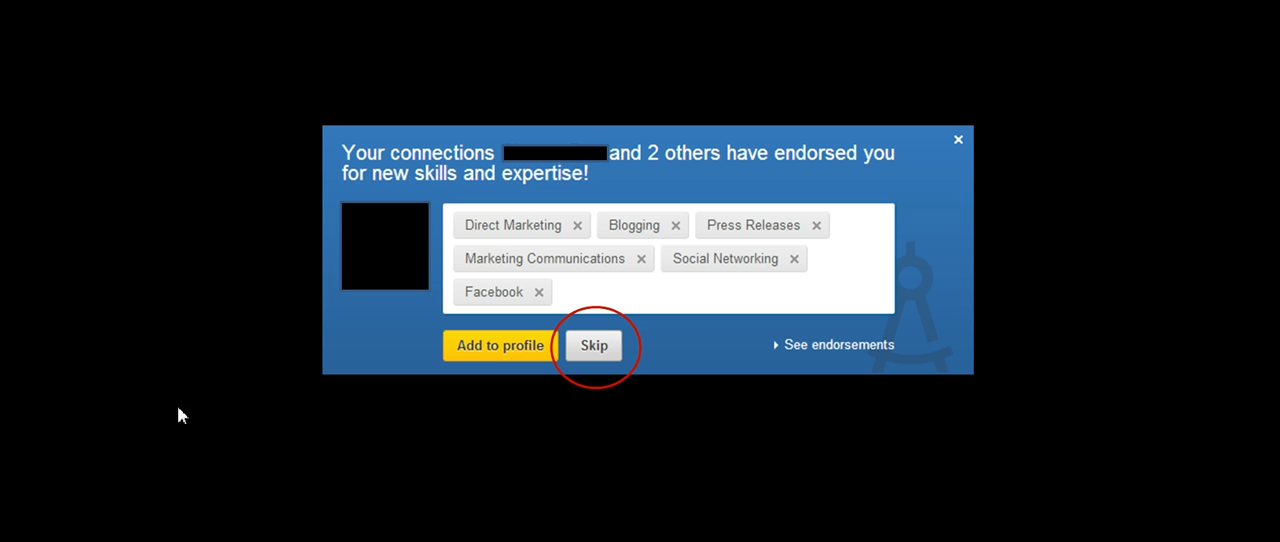 Your connections and 2 others have endorsed you
for new skills and expertise!
Direct Marketing × Blogging × Press Releases ×
Marketing Communications × Social Networking ×
Facebook ×
Add to profile Skip See endorsements